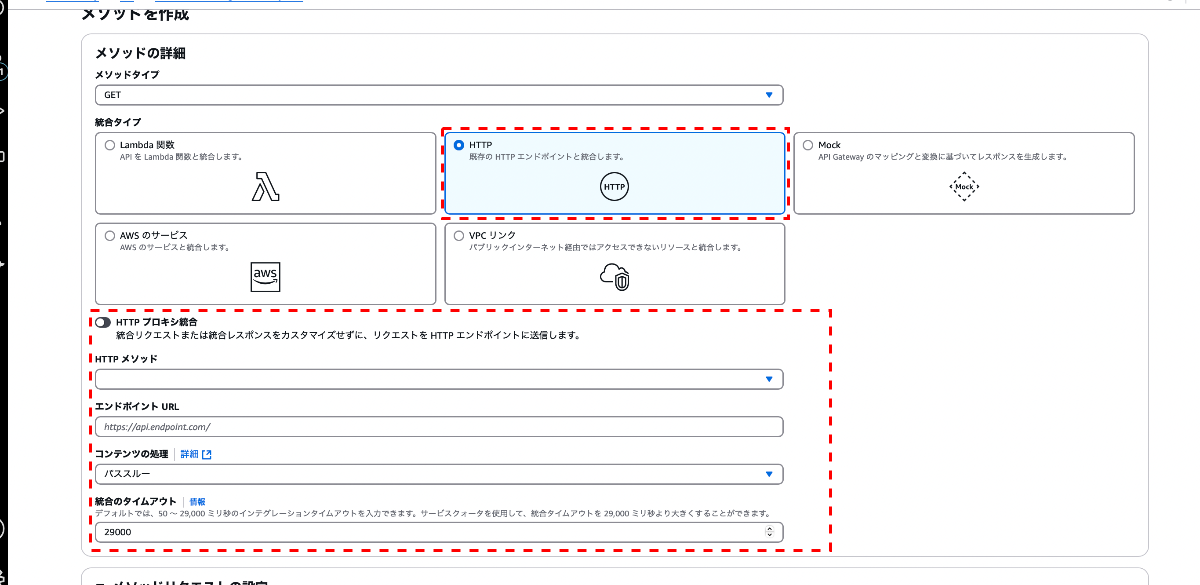 メソッドを作成
メソッドの詳細
メソッドタイプ
GET
統合タイプ
Lambda 関数
API を Lambda 関数と統合します。
HTTP
既存の HTTP エンドポイントと統合します。
HTTP
Mock
API Gateway のマッピングと変換に基づいてレスポンスを生成します。
Mock
AWS のサービス
AWS のサービスと統合します。
aws
VPC リンク
パブリックインターネット経由ではアクセスできないリソースと統合します。
HTTP プロキシ統合
統合リクエストまたは統合レスポンスをカスタマイズせずに、リクエストを HTTP エンドポイントに送信します。
HTTP メソッド
エンドポイント URL
https://api.endpoint.com/
コンテンツの処理 詳細
パススルー
統合のタイムアウト 情報
デフォルトでは、50 ～ 29,000 ミリ秒のインテグレーションタイムアウトを入力できます。サービスクォータを使用して、統合タイムアウトを 29,000 ミリ秒より大きくすることができます。
29000
メソッドリクエストの設定